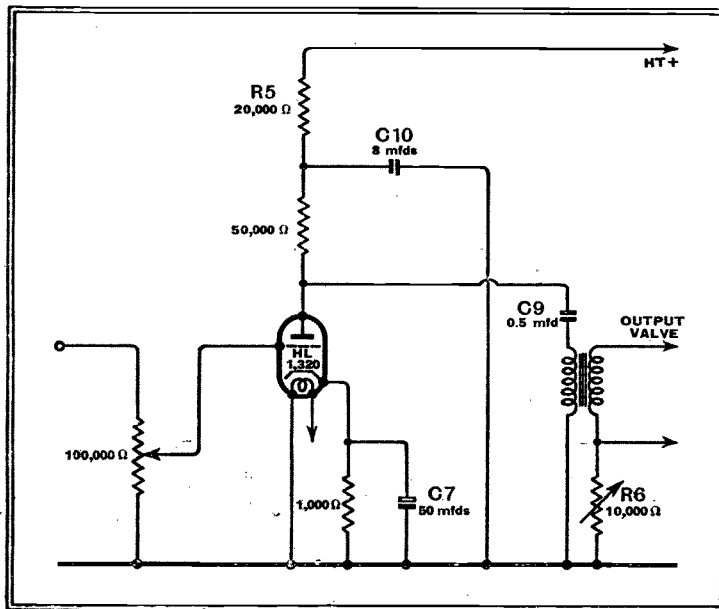 HT+
R5
20,000 Ω
C10
8 mfds
50,000 Ω
C9
0.5 mfd
OUTPUT
VALVE
HL
1,320
100,000 Ω
1,000 Ω
C7
50 mfds
R6
10,000 Ω